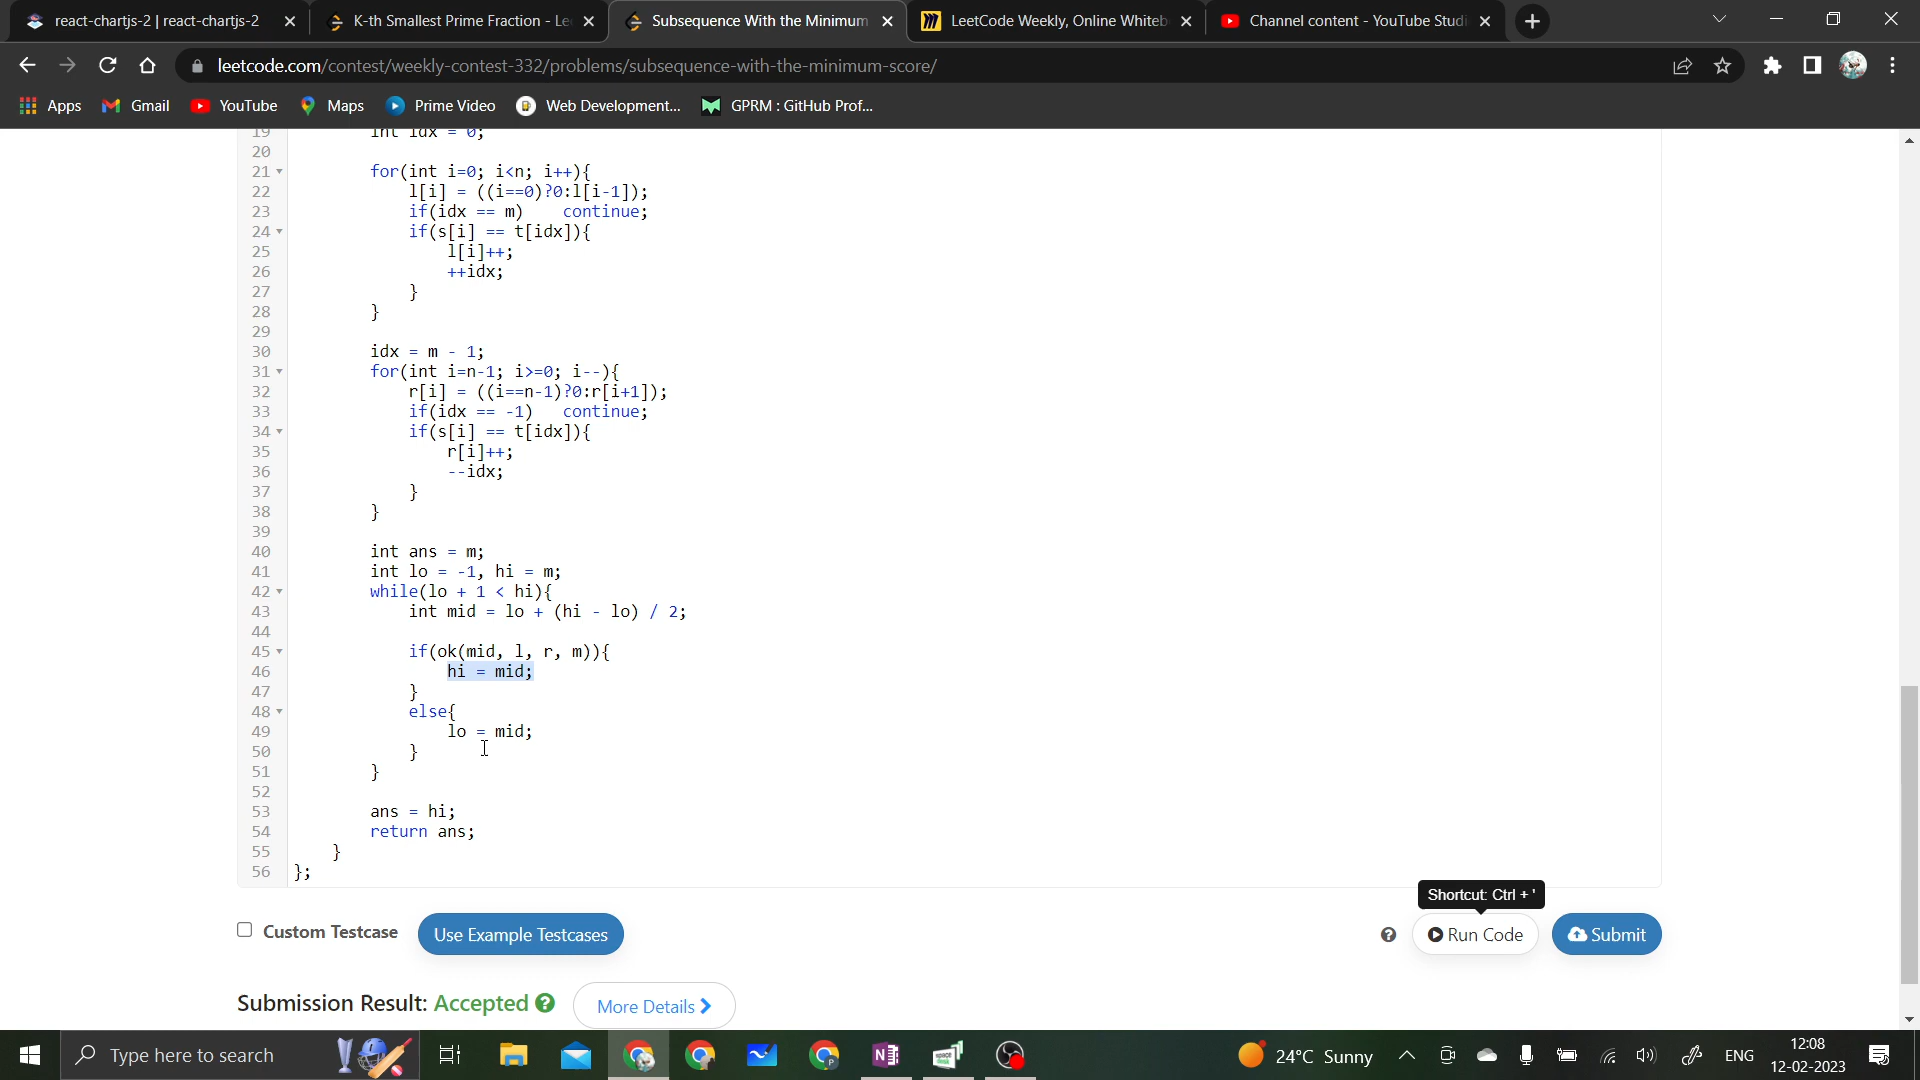 react-chartjs-2 | react-chartjs-2
K-th Smallest Prime Fraction - Le
Subsequence With the Minimum
LeetCode Weekly, Online Whiteb
Channel content - YouTube Studi
leetcode.com/contest/weekly-contest-332/problems/subsequence-with-the-minimum-score/
Apps Gmail YouTube Maps Prime Video Web Development... GPRM : GitHub Prof...
19 int idx = 0;
20
21 for(int i=0; i<n; i++){
22 l[i] = ((i==0)?0:l[i-1]);
23 if(idx == m) continue;
24 if(s[i] == t[idx]){
25 l[i]++;
26 ++idx;
27 }
28 }
29
30 idx = m - 1;
31 for(int i=n-1; i>=0; i--){
32 r[i] = ((i==n-1)?0:r[i+1]);
33 if(idx == -1) continue;
34 if(s[i] == t[idx]){
35 r[i]++;
36 --idx;
37 }
38 }
39
40 int ans = m;
41 int lo = -1, hi = m;
42 while(lo + 1 < hi){
43 int mid = lo + (hi - lo) / 2;
44
45 if(ok(mid, l, r, m)){
46 hi = mid;
47 }
48 else{
49 lo = mid;
50 }
51 }
52
53 ans = hi;
54 return ans;
55 }
56 };
Shortcut: Ctrl + '
Custom Testcase Use Example Testcases Run Code Submit
Submission Result: Accepted More Details
Type here to search 24°C Sunny ENG 12:08
12-02-2023